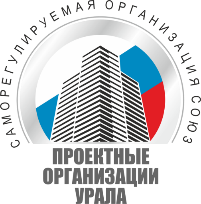 САМОРЕГУЛИРУЕМАЯ ОРГАНИЗАЦИЯ СОЮЗ
ПРОЕКТНЫЕ
ОРГАНИЗАЦИИ
УРАЛА